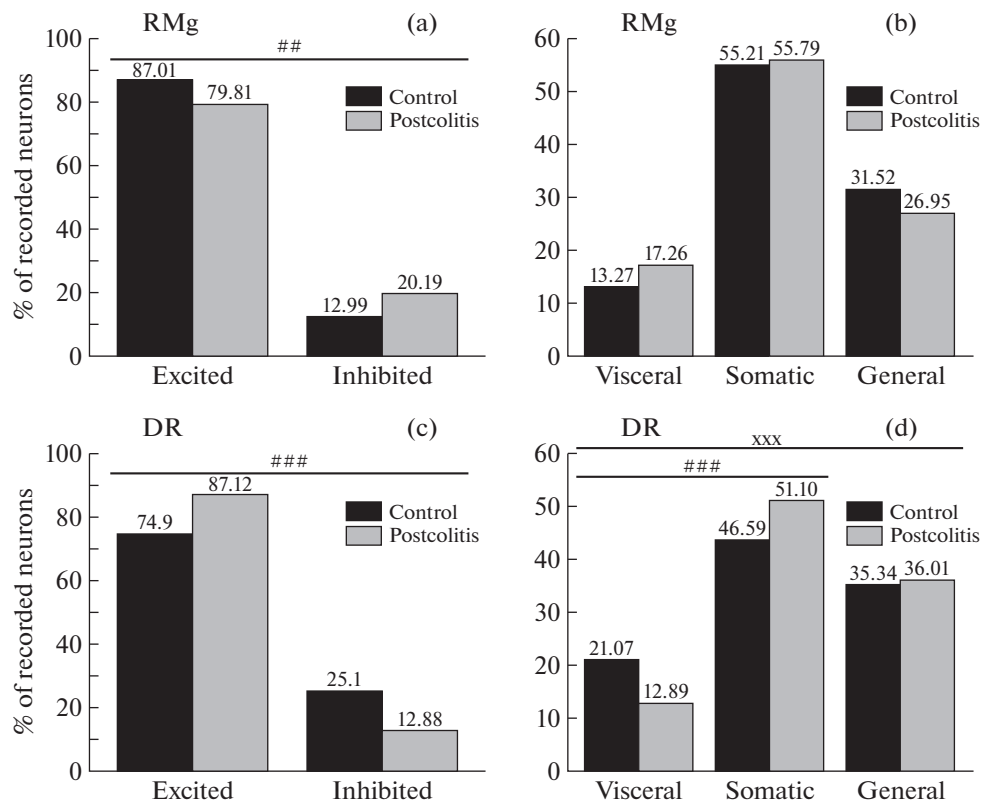 RMg (a)
% of recorded neurons
100
80
60
40
20
0
##
87.01
79.81
12.99
20.19
Control
Postcolitis
Excited Inhibited
RMg (b)
60
50
40
30
20
10
0
13.27
17.26
55.21
55.79
31.52
26.95
Control
Postcolitis
Visceral Somatic General
DR (c)
% of recorded neurons
100
80
60
40
20
0
###
74.9
87.12
25.1
12.88
Control
Postcolitis
Excited Inhibited
DR (d)
xxx
###
60
50
40
30
20
10
0
21.07
12.89
46.59
51.10
35.34
36.01
Control
Postcolitis
Visceral Somatic General